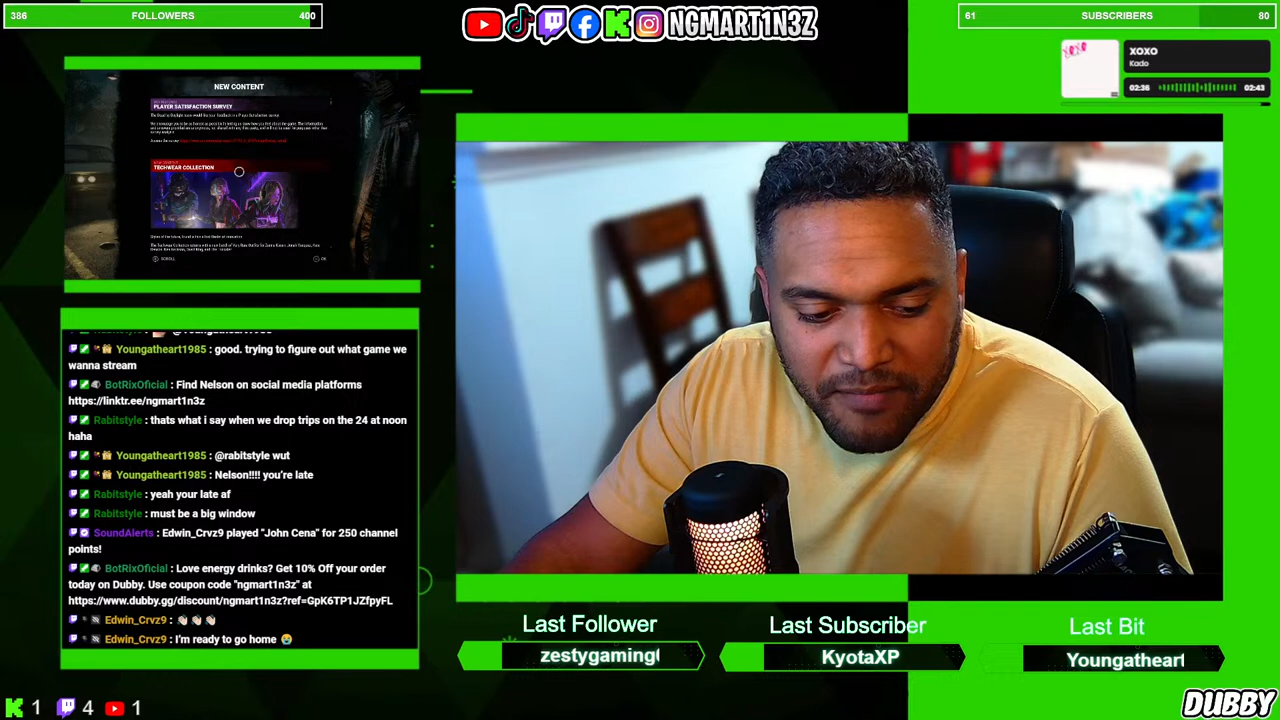 386 FOLLOWERS 400
NGMART1N3Z
61 SUBSCRIBERS 80
XOXO
Kado
02:36 02:43
NEW CONTENT
PLAYER SATISFACTION SURVEY
TECHWEAR COLLECTION
SCROLL
Youngatheart1985 : good. trying to figure out what game we
wanna stream
BotRixOficial : Find Nelson on social media platforms
https://linktr.ee/ngmart1n3z
Rabitstyle : thats what i say when we drop trips on the 24 at noon
haha
Youngatheart1985 : @rabitstyle wut
Youngatheart1985 : Nelson!!!! you're late
Rabitstyle : yeah your late af
Rabitstyle : must be a big window
SoundAlerts : Edwin_Crvz9 played "John Cena" for 250 channel
points!
BotRixOficial : Love energy drinks? Get 10% Off your order
today on Dubby. Use coupon code "ngmart1n3z" at
https://www.dubby.gg/discount/ngmart1n3z?ref=GpK6TP1JZfpyFL
Edwin_Crvz9 : 👏🏻 👏🏻 👏🏻
Edwin_Crvz9 : I'm ready to go home 😭
Last Follower
zestygaming
Last Subscriber
KyotaXP
Last Bit
Youngathear
1 4 1
DUBBY